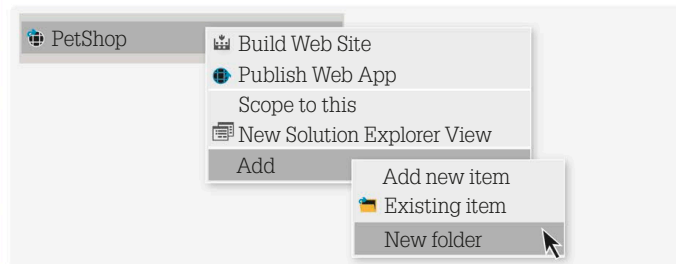 PetShop
Build Web Site
Publish Web App
Scope to this
New Solution Explorer View
Add
Add new item
Existing item
New folder